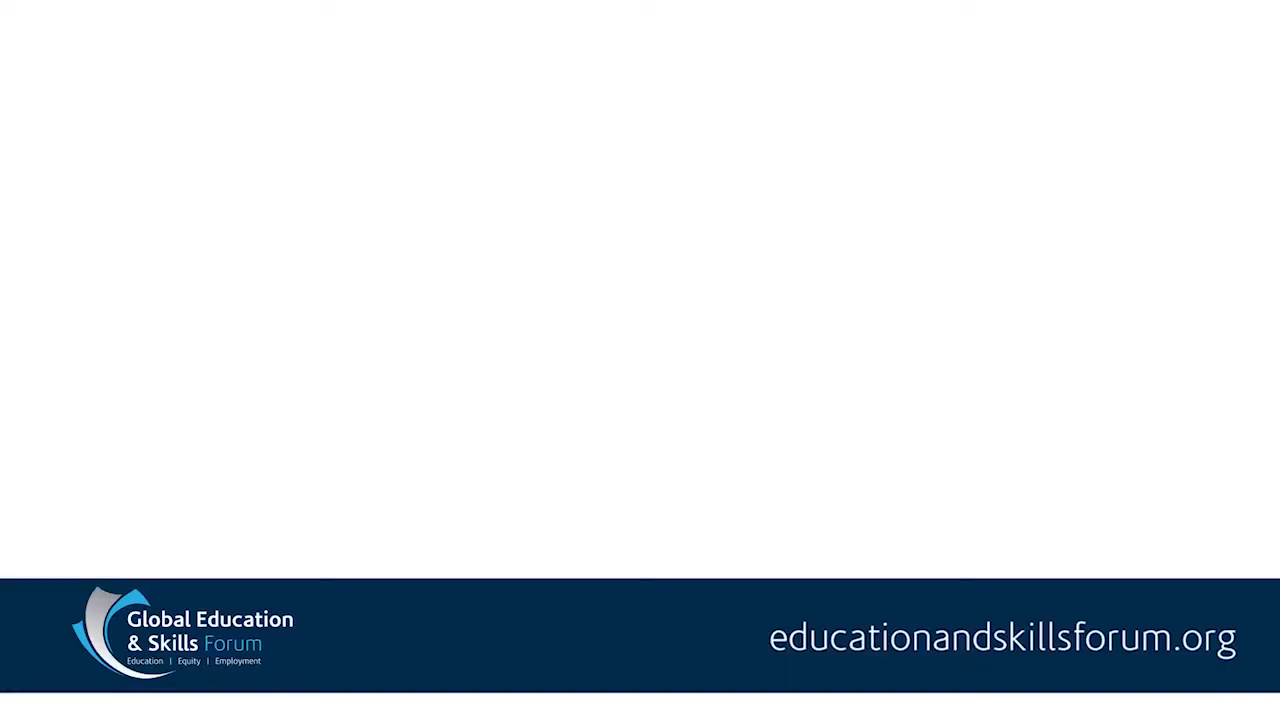 Global Education
& Skills Forum
Education | Equity | Employment
educationandskillsforum.org